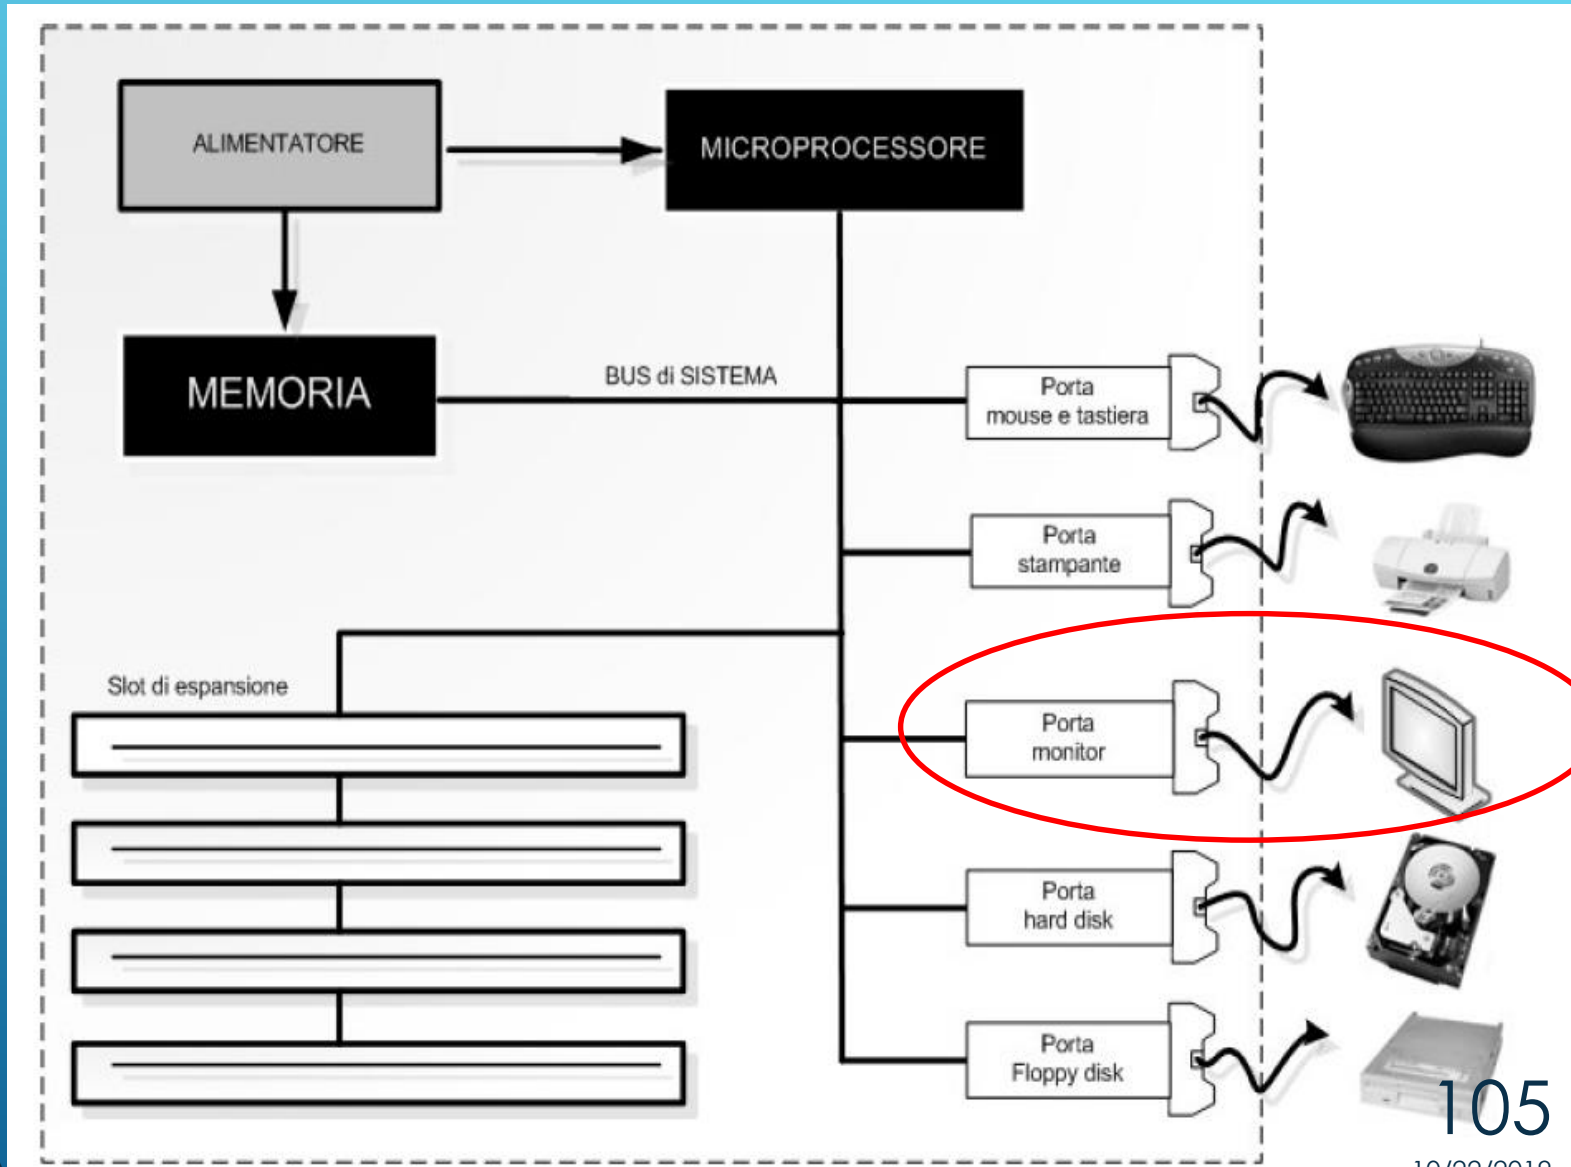 ALIMENTATORE
MICROPROCESSORE
MEMORIA
BUS di SISTEMA
Porta
mouse e tastiera
Porta
stampante
Slot di espansione
Porta
monitor
Porta
hard disk
Porta
Floppy disk
105